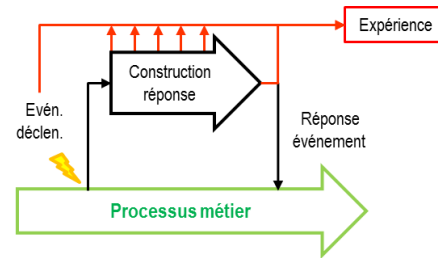 Expérience
Construction
réponse
Evén.
déclen.
Réponse
événement
Processus métier